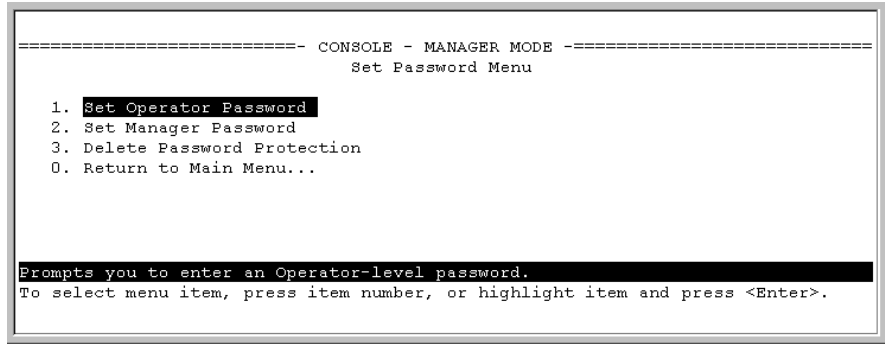 ==========================- CONSOLE - MANAGER MODE -============================
Set Password Menu
1. Set Operator Password
2. Set Manager Password
3. Delete Password Protection
0. Return to Main Menu...
Prompts you to enter an Operator-level password.
To select menu item, press item number, or highlight item and press <Enter>.